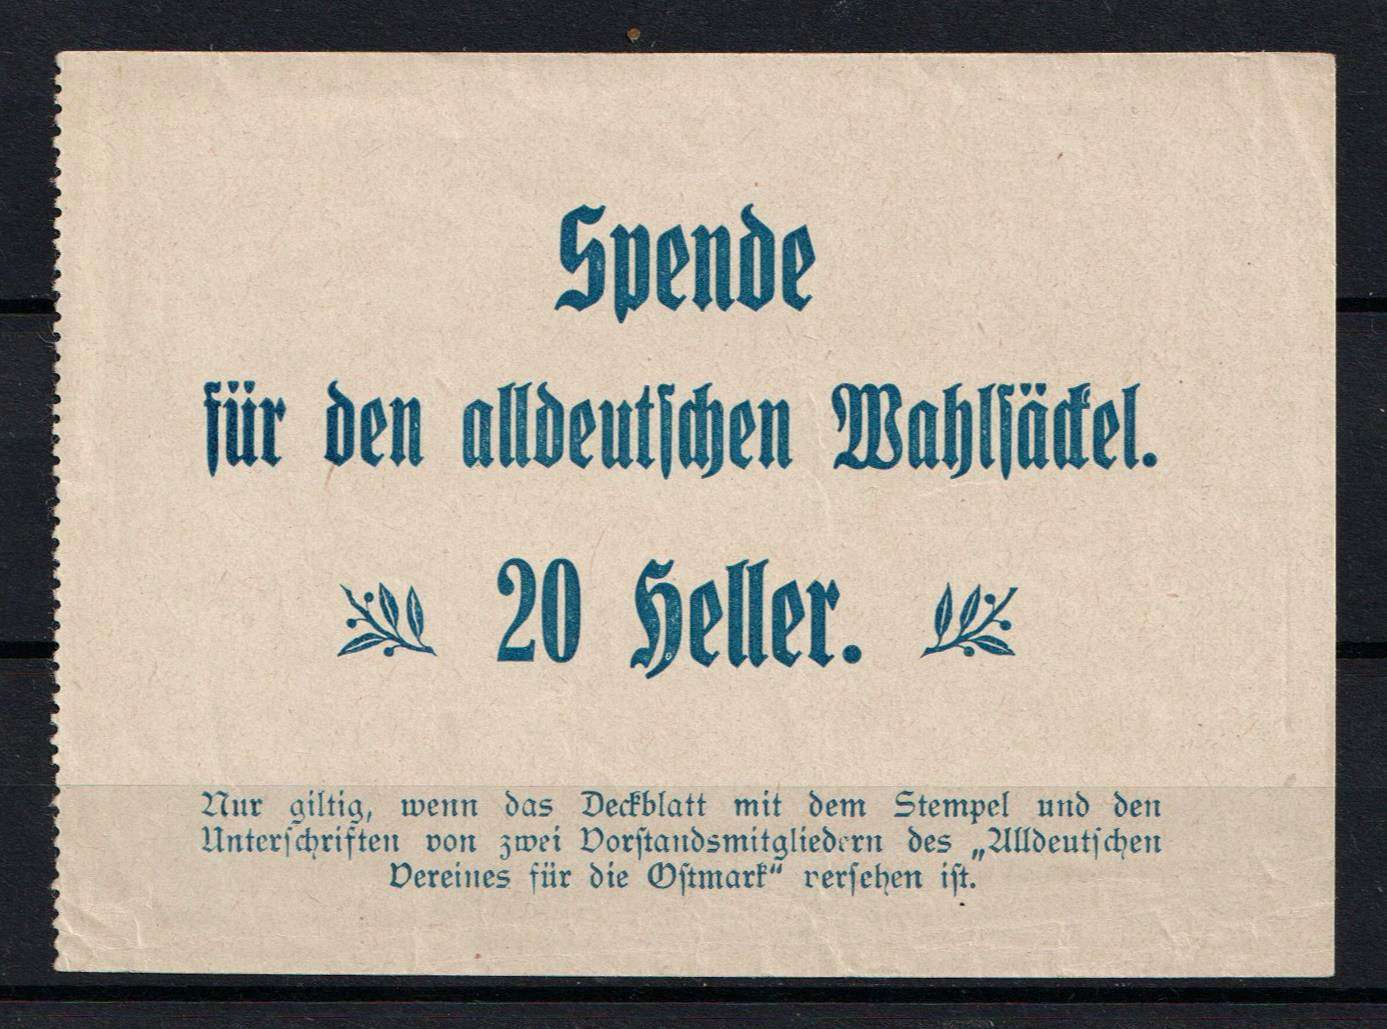 Spende
für den alldeutschen Wahlsäckel.
20 Heller.
Nur giltig, wenn das Deckblatt mit dem Stempel und den
Unterschriften von zwei Vorstandsmitgliedern des „Alldeutschen
Vereines für die Ostmark“ versehen ist.